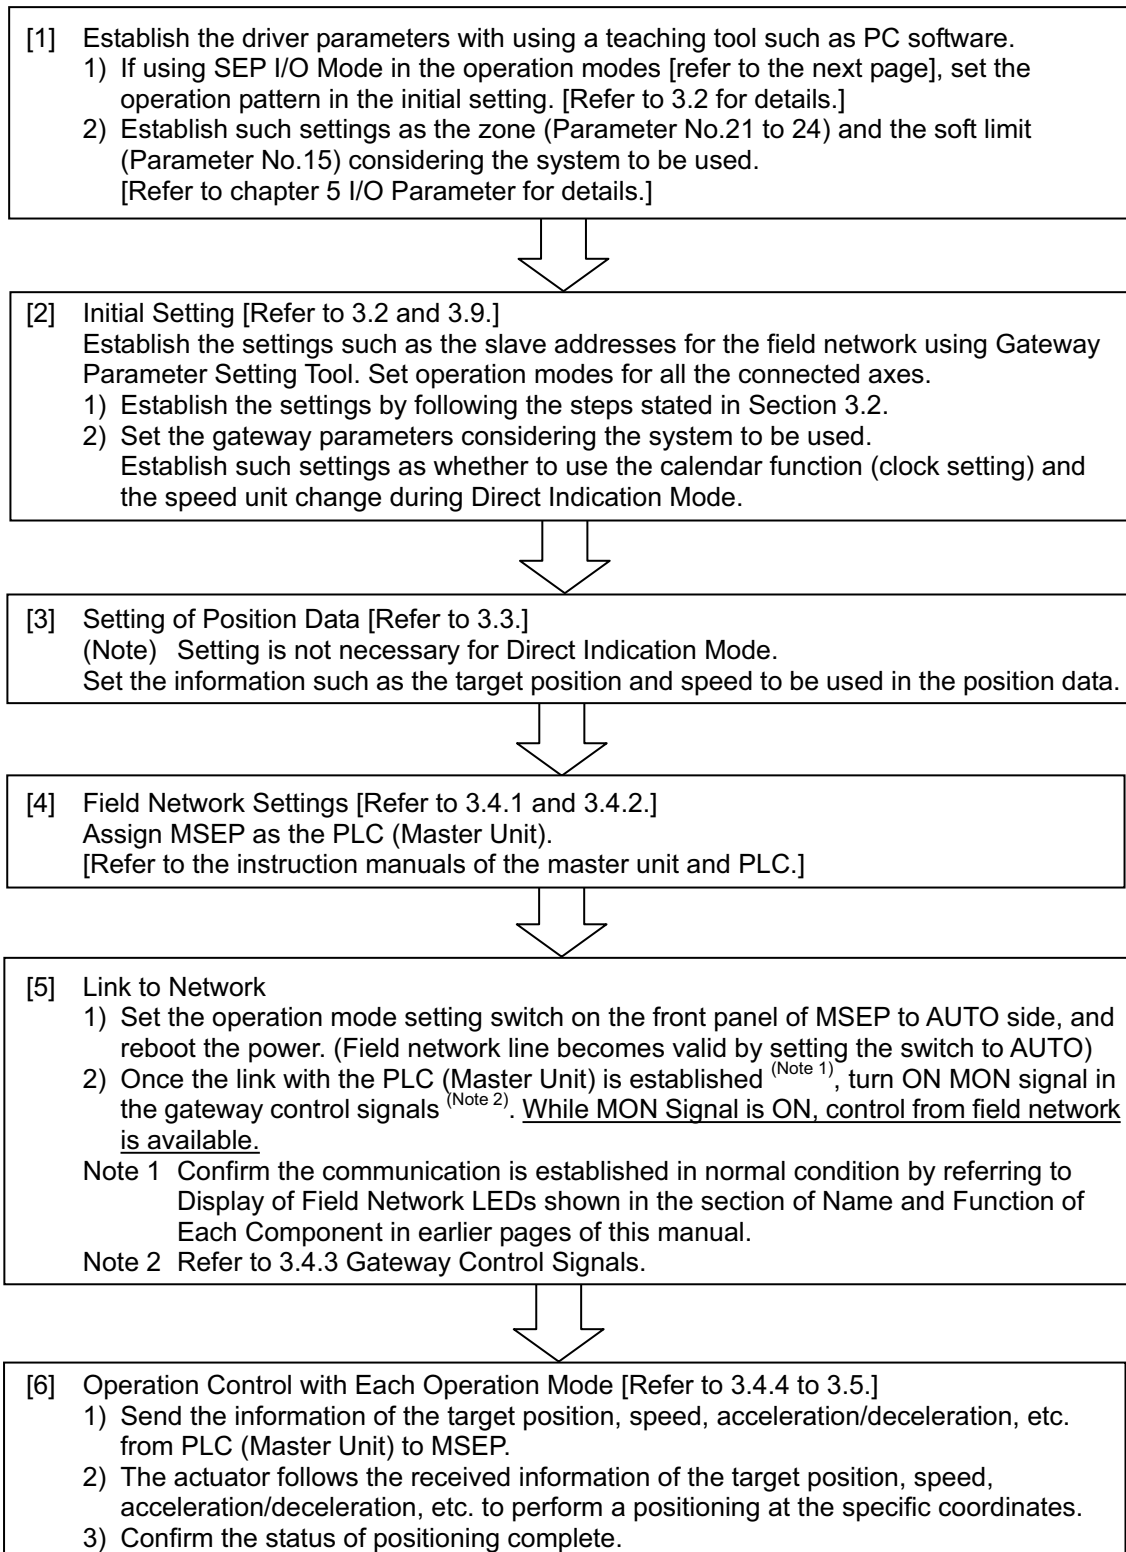 [1] Establish the driver parameters with using a teaching tool such as PC software.
1) If using SEP I/O Mode in the operation modes [refer to the next page], set the
operation pattern in the initial setting. [Refer to 3.2 for details.]
2) Establish such settings as the zone (Parameter No.21 to 24) and the soft limit
(Parameter No.15) considering the system to be used.
[Refer to chapter 5 I/O Parameter for details.]
[2] Initial Setting [Refer to 3.2 and 3.9.]
Establish the settings such as the slave addresses for the field network using Gateway
Parameter Setting Tool. Set operation modes for all the connected axes.
1) Establish the settings by following the steps stated in Section 3.2.
2) Set the gateway parameters considering the system to be used.
Establish such settings as whether to use the calendar function (clock setting) and
the speed unit change during Direct Indication Mode.
[3] Setting of Position Data [Refer to 3.3.]
(Note) Setting is not necessary for Direct Indication Mode.
Set the information such as the target position and speed to be used in the position data.
[4] Field Network Settings [Refer to 3.4.1 and 3.4.2.]
Assign MSEP as the PLC (Master Unit).
[Refer to the instruction manuals of the master unit and PLC.]
[5] Link to Network
1) Set the operation mode setting switch on the front panel of MSEP to AUTO side, and
reboot the power. (Field network line becomes valid by setting the switch to AUTO)
2) Once the link with the PLC (Master Unit) is established (Note 1), turn ON MON signal in
the gateway control signals (Note 2). While MON Signal is ON, control from field network
is available.
Note 1 Confirm the communication is established in normal condition by referring to
Display of Field Network LEDs shown in the section of Name and Function of
Each Component in earlier pages of this manual.
Note 2 Refer to 3.4.3 Gateway Control Signals.
[6] Operation Control with Each Operation Mode [Refer to 3.4.4 to 3.5.]
1) Send the information of the target position, speed, acceleration/deceleration, etc.
from PLC (Master Unit) to MSEP.
2) The actuator follows the received information of the target position, speed,
acceleration/deceleration, etc. to perform a positioning at the specific coordinates.
3) Confirm the status of positioning complete.